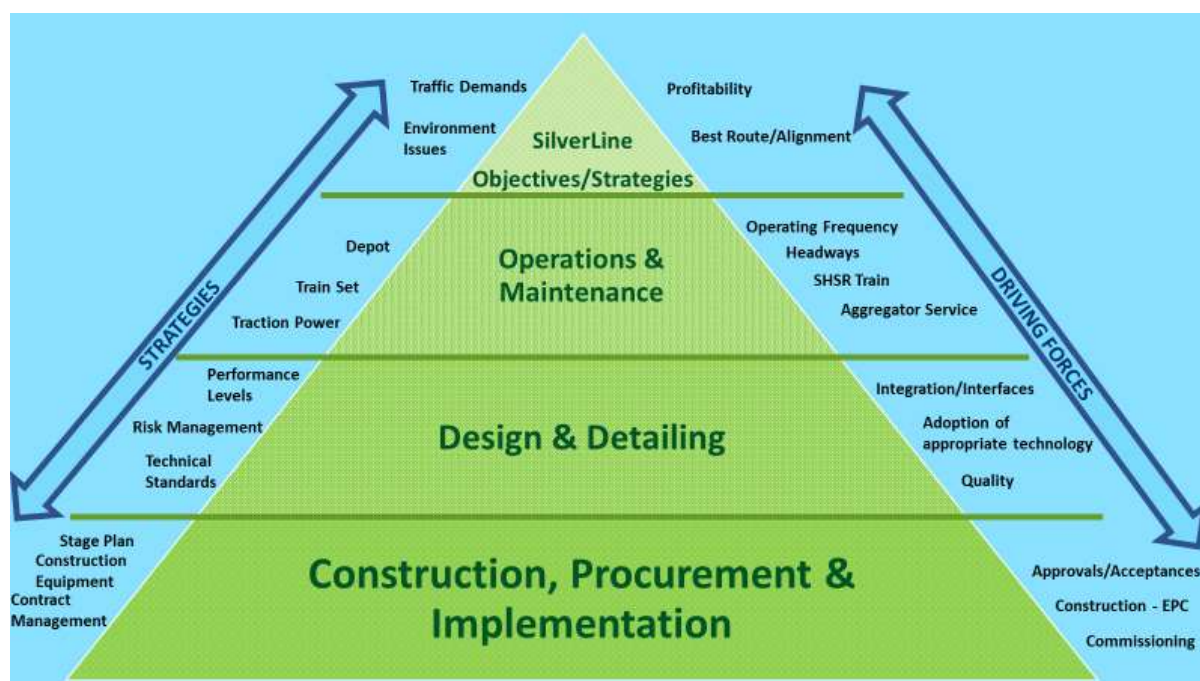 Traffic Demands
Profitability
Environment
Issues
Best Route/Alignment
SilverLine
Objectives/Strategies
Depot
Operating Frequency
Headways
Operations &
Maintenance
Train Set
SHSR Train
Traction Power
Aggregator Service
STRATEGIES
DRIVING FORCES
Performance
Levels
Integration/Interfaces
Risk Management
Adoption of
appropriate technology
Design & Detailing
Technical
Standards
Quality
Stage Plan
Construction
Equipment
Contract
Management
Construction, Procurement &
Implementation
Approvals/Acceptances
Construction - EPC
Commissioning